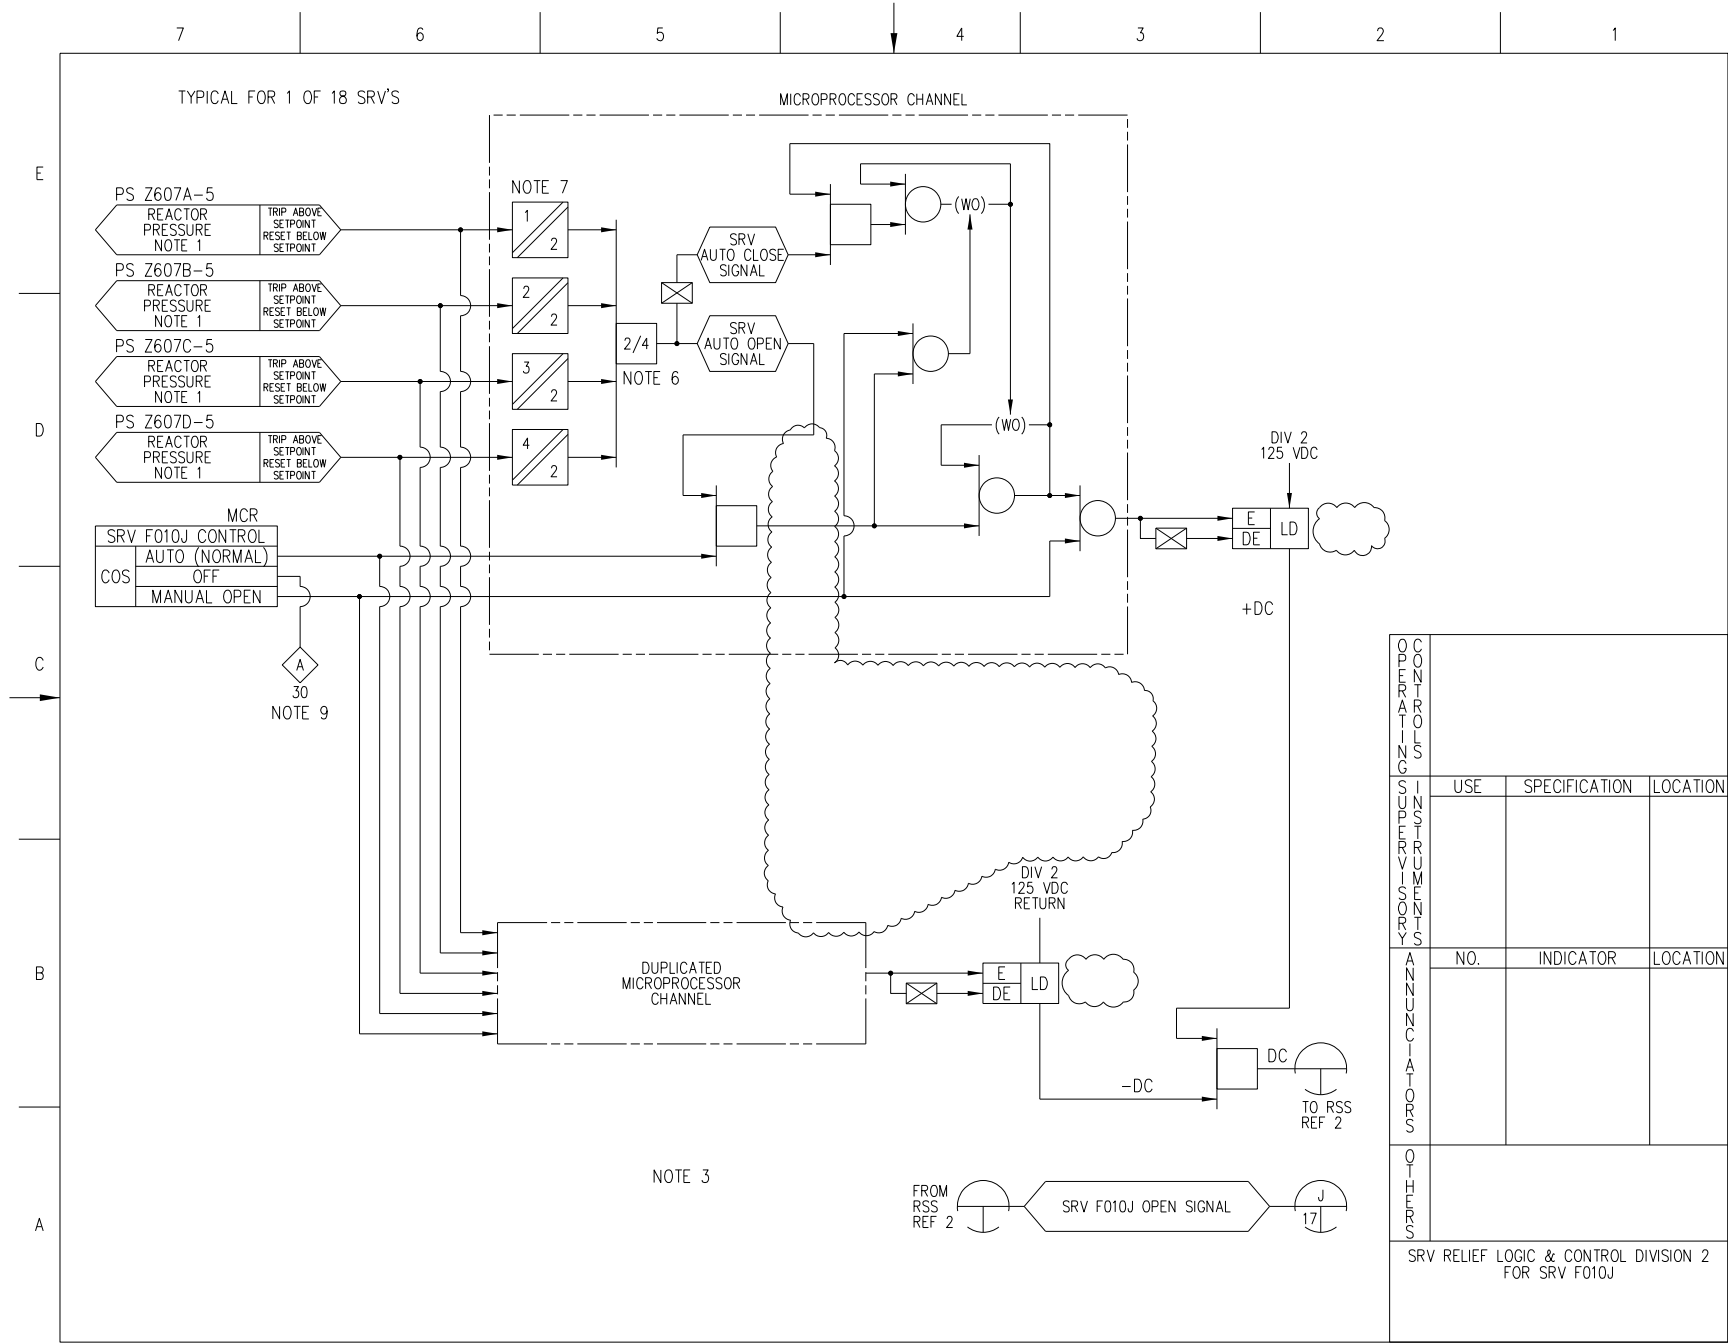 7 6 5 4 3 2 1
TYPICAL FOR 1 OF 18 SRV'S
MICROPROCESSOR CHANNEL
E
D
C
B
A
PS Z607A-5
REACTOR
PRESSURE
NOTE 1
TRIP ABOVE
SETPOINT
RESET BELOW
SETPOINT
PS Z607B-5
REACTOR
PRESSURE
NOTE 1
TRIP ABOVE
SETPOINT
RESET BELOW
SETPOINT
PS Z607C-5
REACTOR
PRESSURE
NOTE 1
TRIP ABOVE
SETPOINT
RESET BELOW
SETPOINT
PS Z607D-5
REACTOR
PRESSURE
NOTE 1
TRIP ABOVE
SETPOINT
RESET BELOW
SETPOINT
NOTE 7
1
2
2
2
3
2
4
2
2/4
NOTE 6
SRV
AUTO CLOSE
SIGNAL
SRV
AUTO OPEN
SIGNAL
(WO)
(WO)
MCR
SRV F010J CONTROL
COS
AUTO (NORMAL)
OFF
MANUAL OPEN
A
30
NOTE 9
DIV 2
125 VDC
E
DE
LD
+DC
DUPLICATED
MICROPROCESSOR
CHANNEL
DIV 2
125 VDC
RETURN
E
DE
LD
-DC
DC
TO RSS
REF 2
NOTE 3
FROM
RSS
REF 2
SRV F010J OPEN SIGNAL
J
17
OPERATING
CONTROLS
SUPERVISORY
INSTRUMENTS
USE SPECIFICATION LOCATION
ANNUNCIATORS
NO. INDICATOR LOCATION
OTHERS
SRV RELIEF LOGIC & CONTROL DIVISION 2
FOR SRV F010J